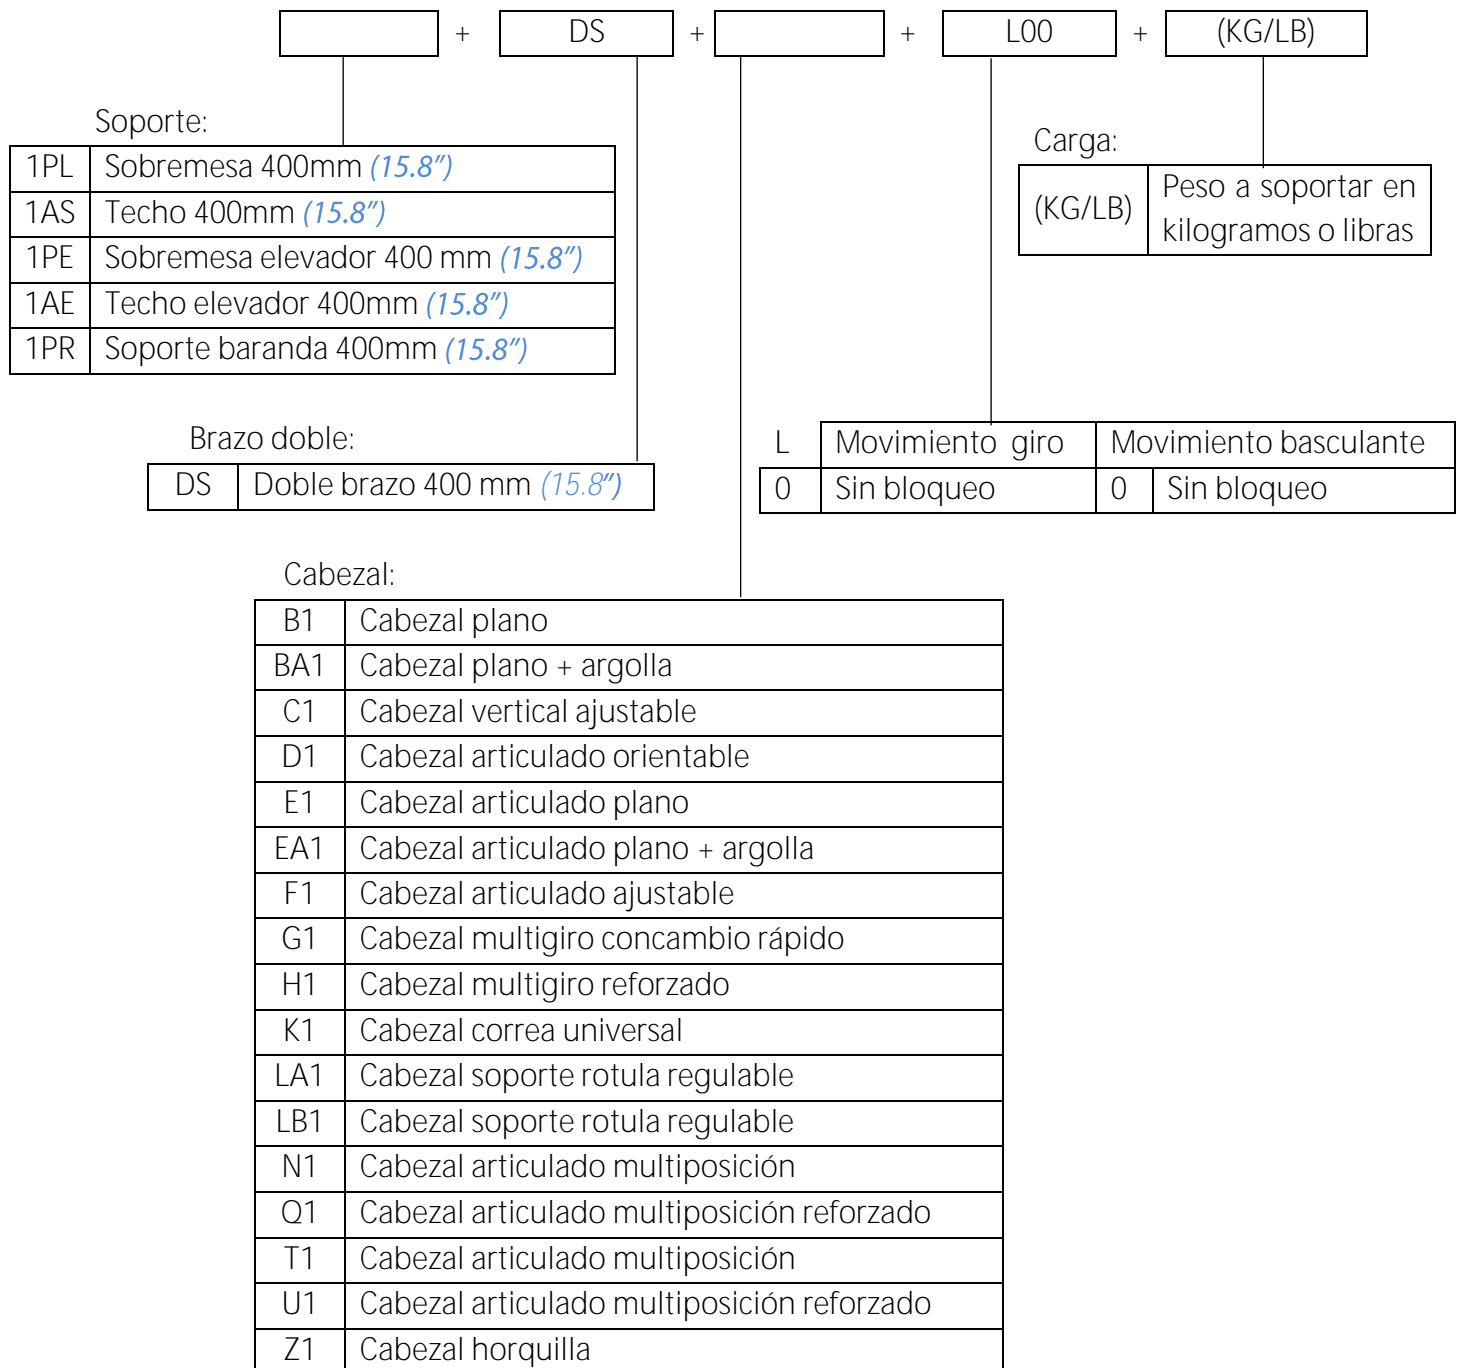 + DS + + L00 + (KG/LB)
Soporte:
1PL Sobremesa 400mm (15.8")
1AS Techo 400mm (15.8")
1PE Sobremesa elevador 400 mm (15.8")
1AE Techo elevador 400mm (15.8")
1PR Soporte baranda 400mm (15.8")
Carga:
(KG/LB) Peso a soportar en
kilogramos o libras
Brazo doble:
DS Doble brazo 400 mm (15.8")
L Movimiento giro Movimiento basculante
0 Sin bloqueo 0 Sin bloqueo
Cabezal:
B1 Cabezal plano
BA1 Cabezal plano + argolla
C1 Cabezal vertical ajustable
D1 Cabezal articulado orientable
E1 Cabezal articulado plano
EA1 Cabezal articulado plano + argolla
F1 Cabezal articulado ajustable
G1 Cabezal multigiro concambio rápido
H1 Cabezal multigiro reforzado
K1 Cabezal correa universal
LA1 Cabezal soporte rotula regulable
LB1 Cabezal soporte rotula regulable
N1 Cabezal articulado multiposición
Q1 Cabezal articulado multiposición reforzado
T1 Cabezal articulado multiposición
U1 Cabezal articulado multiposición reforzado
Z1 Cabezal horquilla